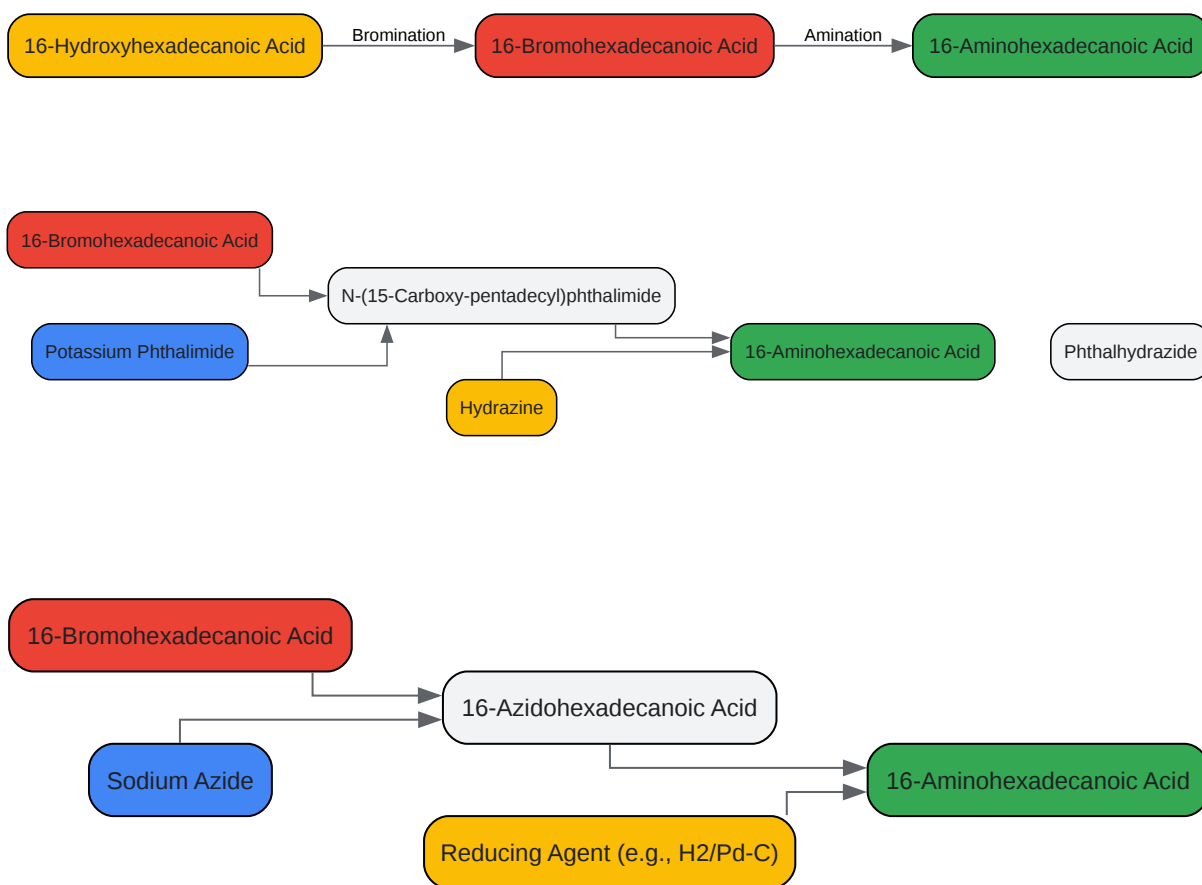 16-Hydroxyhexadecanoic Acid
Bromination
16-Bromohexadecanoic Acid
Amination
16-Aminohexadecanoic Acid
16-Bromohexadecanoic Acid
N-(15-Carboxy-pentadecyl)phthalimide
Potassium Phthalimide
16-Aminohexadecanoic Acid
Phthalhydrazide
Hydrazine
16-Bromohexadecanoic Acid
16-Azidohexadecanoic Acid
Sodium Azide
16-Aminohexadecanoic Acid
Reducing Agent (e.g., H2/Pd-C)